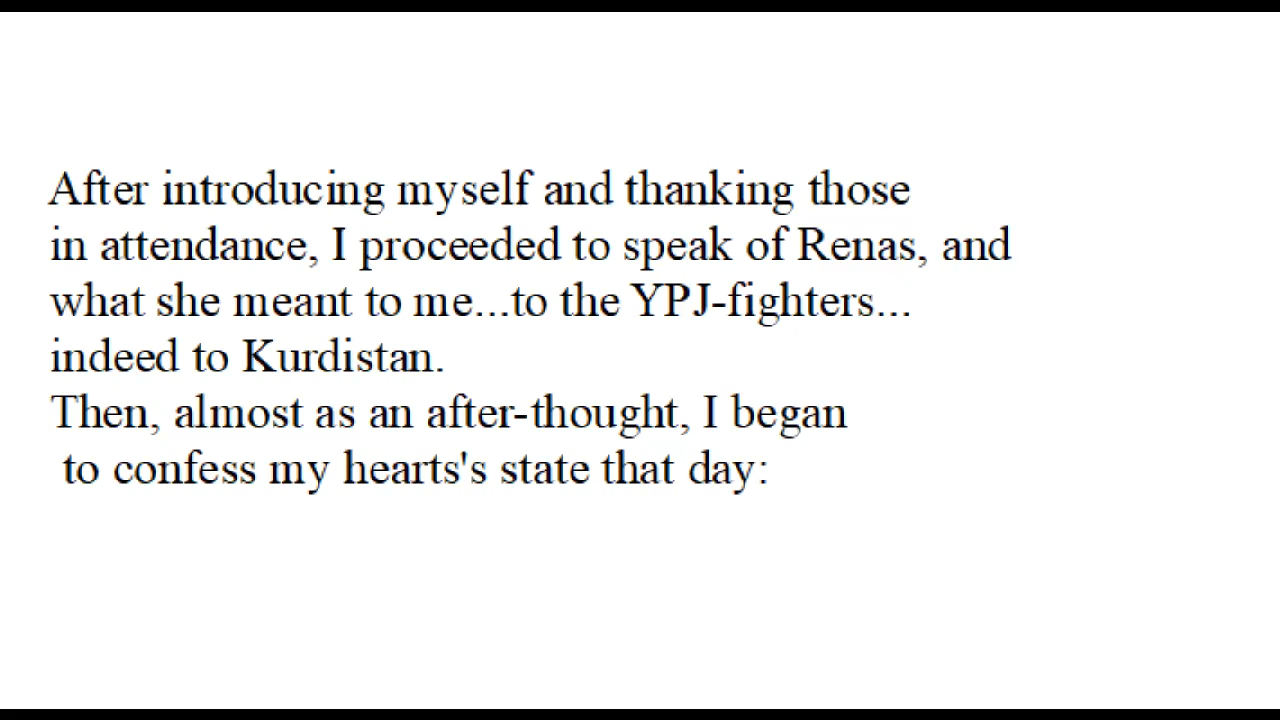 After introducing myself and thanking those
in attendance, I proceeded to speak of Renas, and
what she meant to me...to the YPJ-fighters...
indeed to Kurdistan.
Then, almost as an after-thought, I began
to confess my hearts's state that day: